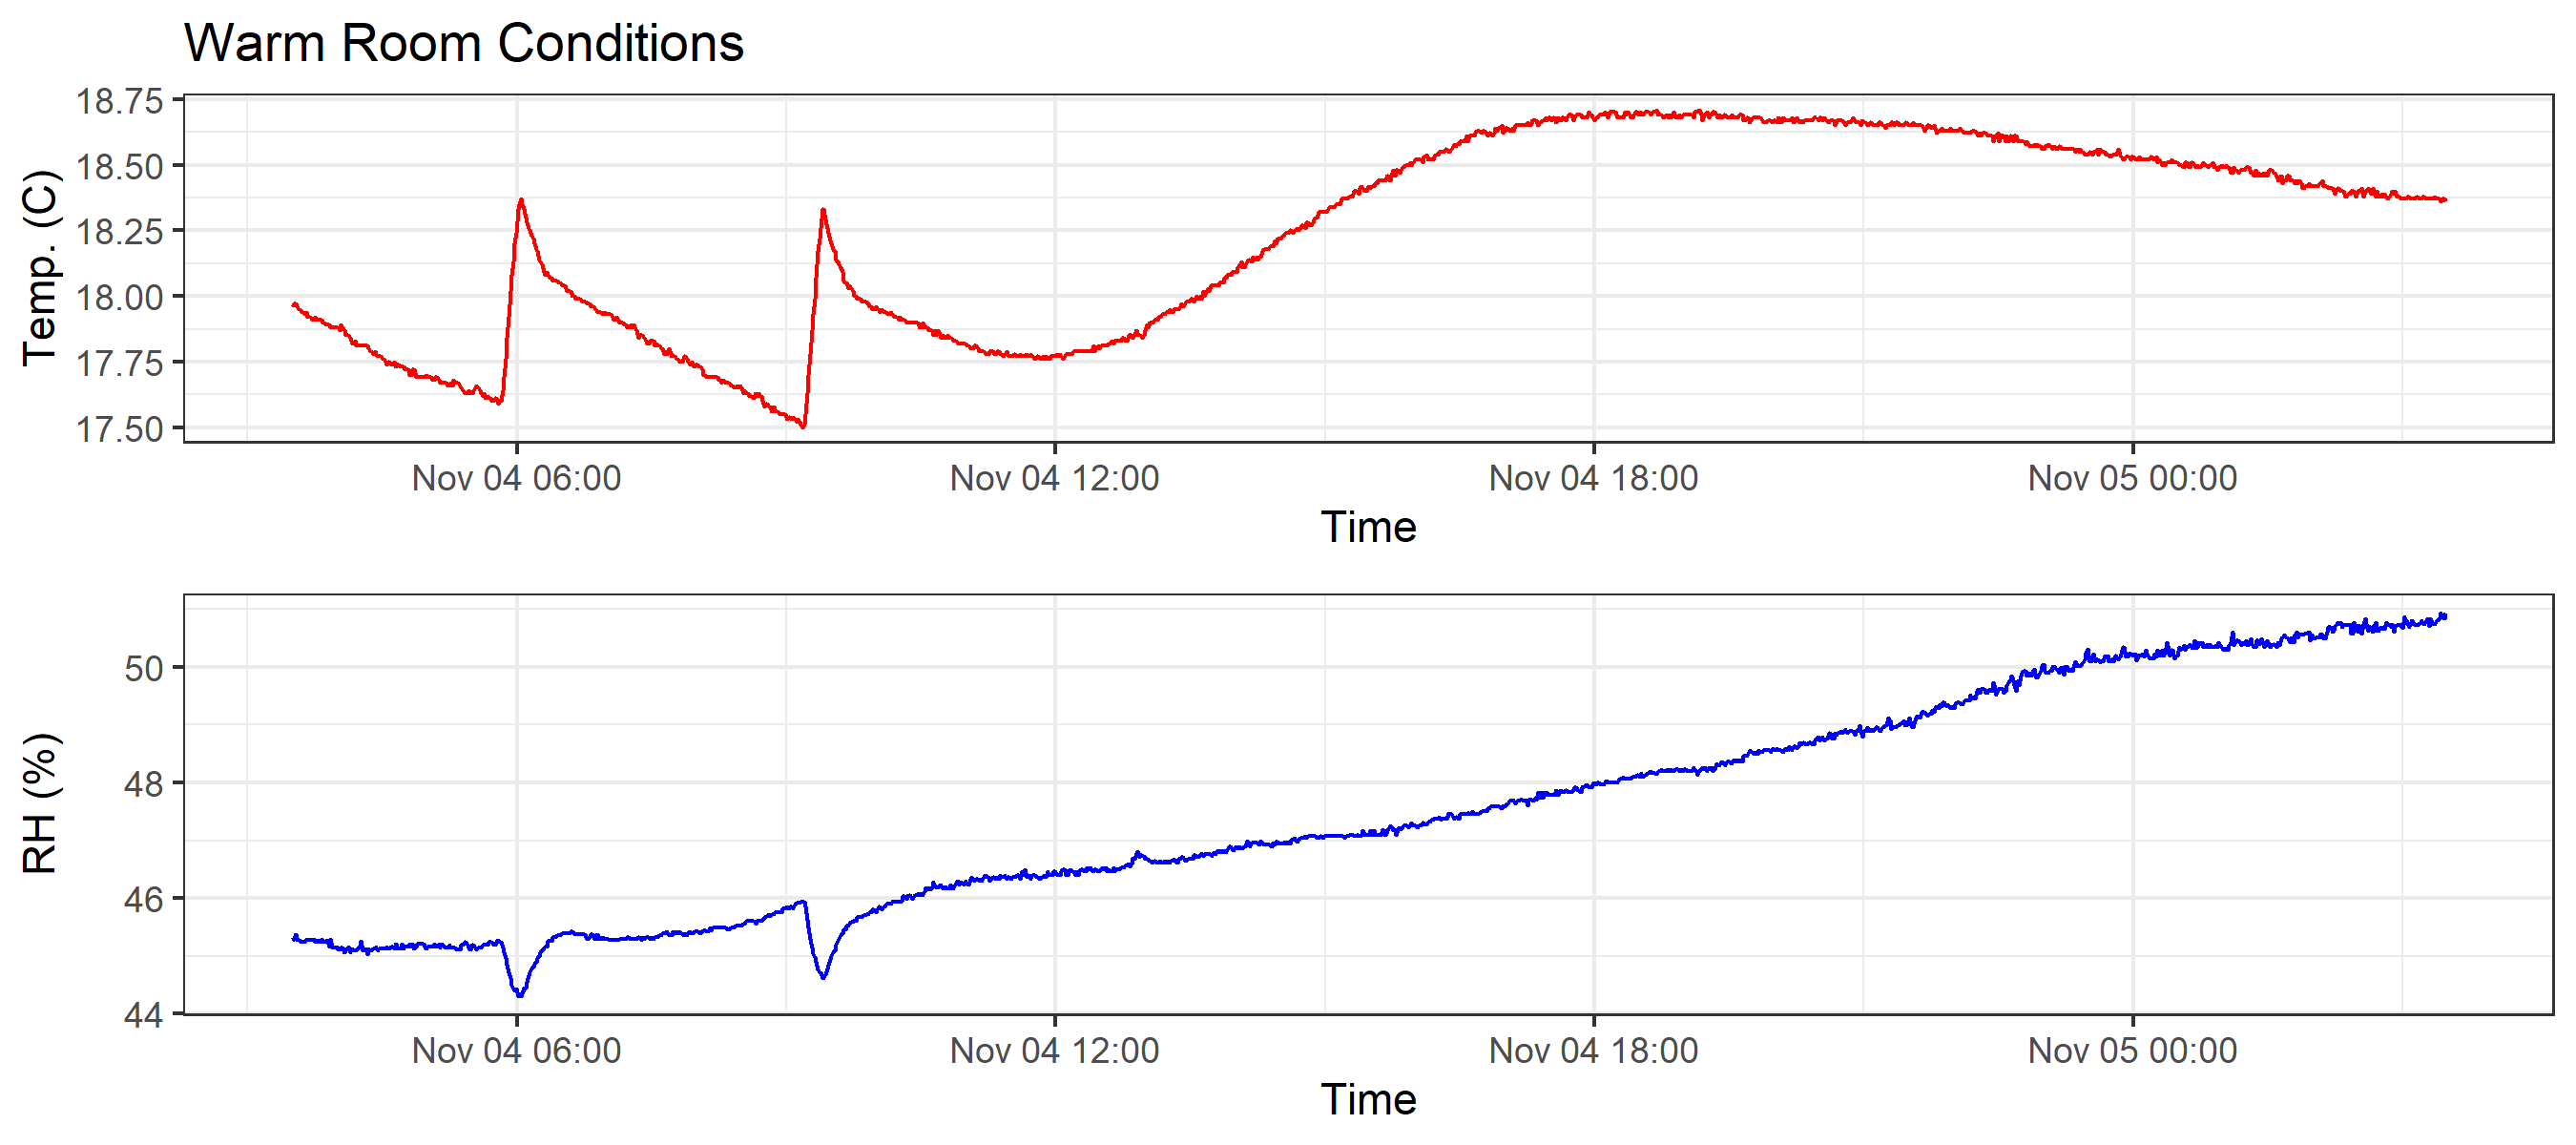 Warm Room Conditions
18.75
18.50
18.25
18.00
17.75
17.50
Temp. (C)
Nov 04 06:00 Nov 04 12:00 Nov 04 18:00 Nov 05 00:00
Time
50
48
46
44
RH (%)
Nov 04 06:00 Nov 04 12:00 Nov 04 18:00 Nov 05 00:00
Time